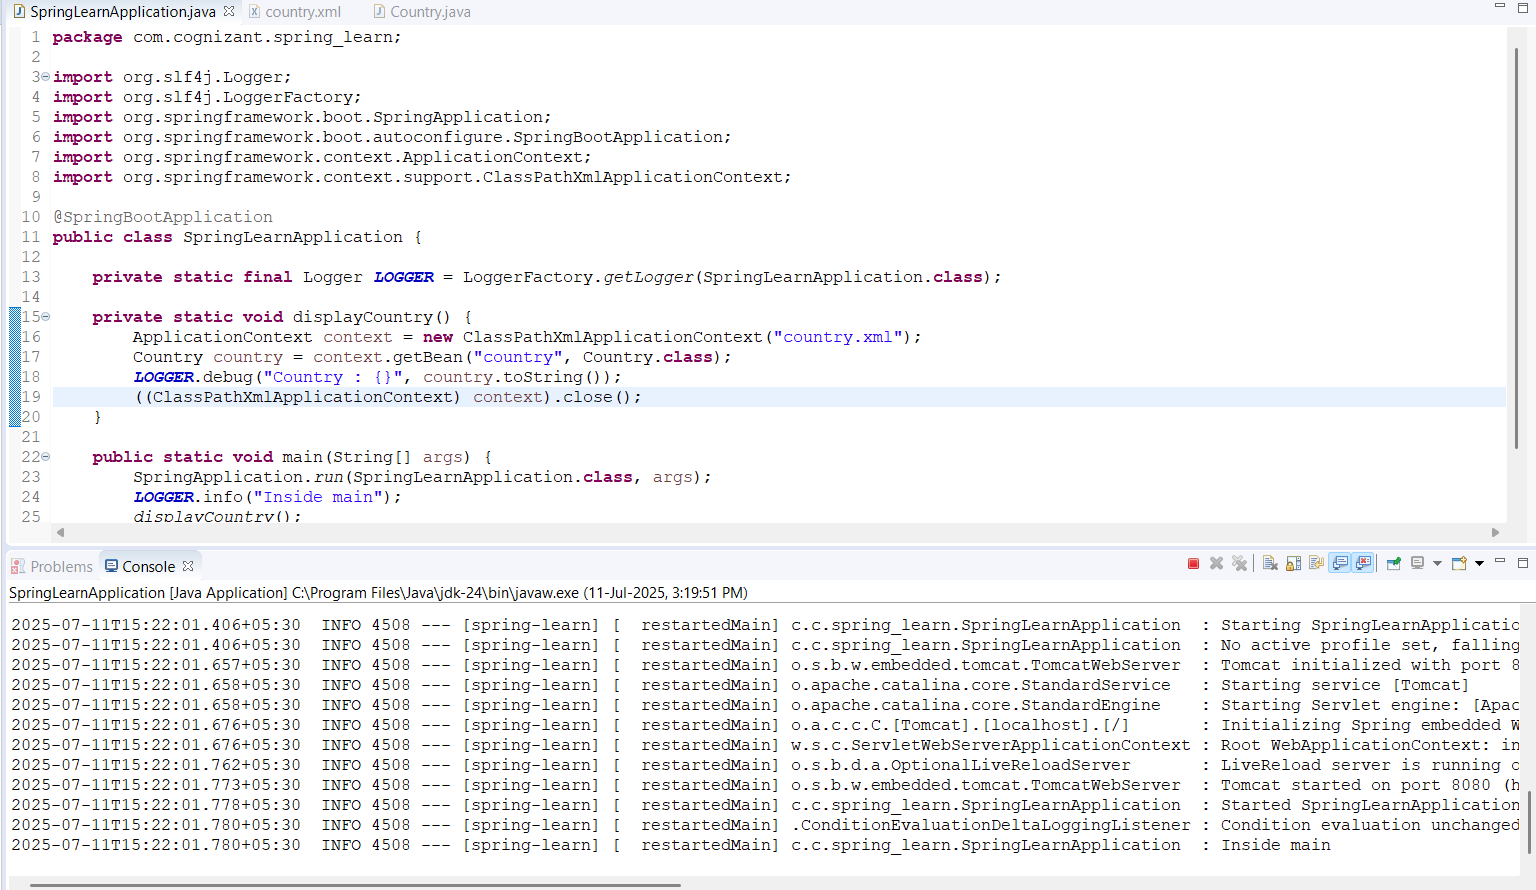 SpringLearnApplication.java country.xml Country.java
1 package com.cognizant.spring_learn;
2
3 import org.slf4j.Logger;
4 import org.slf4j.LoggerFactory;
5 import org.springframework.boot.SpringApplication;
6 import org.springframework.boot.autoconfigure.SpringBootApplication;
7 import org.springframework.context.ApplicationContext;
8 import org.springframework.context.support.ClassPathXmlApplicationContext;
9
10 @SpringBootApplication
11 public class SpringLearnApplication {
12
13 private static final Logger LOGGER = LoggerFactory.getLogger(SpringLearnApplication.class);
14
15 private static void displayCountry() {
16 ApplicationContext context = new ClassPathXmlApplicationContext("country.xml");
17 Country country = context.getBean("country", Country.class);
18 LOGGER.debug("Country : {}", country.toString());
19 ((ClassPathXmlApplicationContext) context).close();
20 }
21
22 public static void main(String[] args) {
23 SpringApplication.run(SpringLearnApplication.class, args);
24 LOGGER.info("Inside main");
25 displayCountry();
Problems Console
SpringLearnApplication [Java Application] C:\Program Files\Java\jdk-24\bin\javaw.exe (11-Jul-2025, 3:19:51 PM)
2025-07-11T15:22:01.406+05:30 INFO 4508 --- [spring-learn] [ restartedMain] c.c.spring_learn.SpringLearnApplication : Starting SpringLearnApplicatio
2025-07-11T15:22:01.406+05:30 INFO 4508 --- [spring-learn] [ restartedMain] c.c.spring_learn.SpringLearnApplication : No active profile set, falling
2025-07-11T15:22:01.657+05:30 INFO 4508 --- [spring-learn] [ restartedMain] o.s.b.w.embedded.tomcat.TomcatWebServer : Tomcat initialized with port 8
2025-07-11T15:22:01.658+05:30 INFO 4508 --- [spring-learn] [ restartedMain] o.apache.catalina.core.StandardService : Starting service [Tomcat]
2025-07-11T15:22:01.658+05:30 INFO 4508 --- [spring-learn] [ restartedMain] o.apache.catalina.core.StandardEngine : Starting Servlet engine: [Apac
2025-07-11T15:22:01.676+05:30 INFO 4508 --- [spring-learn] [ restartedMain] o.a.c.c.C.[Tomcat].[localhost].[/] : Initializing Spring embedded W
2025-07-11T15:22:01.676+05:30 INFO 4508 --- [spring-learn] [ restartedMain] w.s.c.ServletWebServerApplicationContext : Root WebApplicationContext: in
2025-07-11T15:22:01.762+05:30 INFO 4508 --- [spring-learn] [ restartedMain] o.s.b.d.a.OptionalLiveReloadServer : LiveReload server is running o
2025-07-11T15:22:01.773+05:30 INFO 4508 --- [spring-learn] [ restartedMain] o.s.b.w.embedded.tomcat.TomcatWebServer : Tomcat started on port 8080 (h
2025-07-11T15:22:01.778+05:30 INFO 4508 --- [spring-learn] [ restartedMain] c.c.spring_learn.SpringLearnApplication : Started SpringLearnApplication
2025-07-11T15:22:01.780+05:30 INFO 4508 --- [spring-learn] [ restartedMain] .ConditionEvaluationDeltaLoggingListener : Condition evaluation unchanged
2025-07-11T15:22:01.780+05:30 INFO 4508 --- [spring-learn] [ restartedMain] c.c.spring_learn.SpringLearnApplication : Inside main